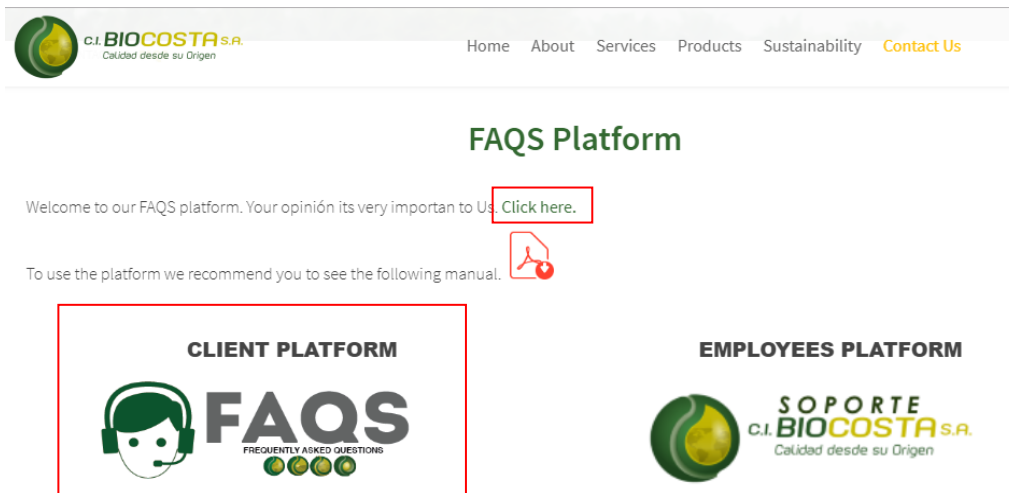 C.I. BIOCOSTA S.A.
Calidad desde su Origen
Home About Services Products Sustainability Contact Us
FAQS Platform
Welcome to our FAQS platform. Your opinión its very importan to Us. Click here.
To use the platform we recommend you to see the following manual.
CLIENT PLATFORM
FAQS
FREQUENTLY ASKED QUESTIONS
EMPLOYEES PLATFORM
SOPORTE
C.I. BIOCOSTA S.A.
Calidad desde su Origen